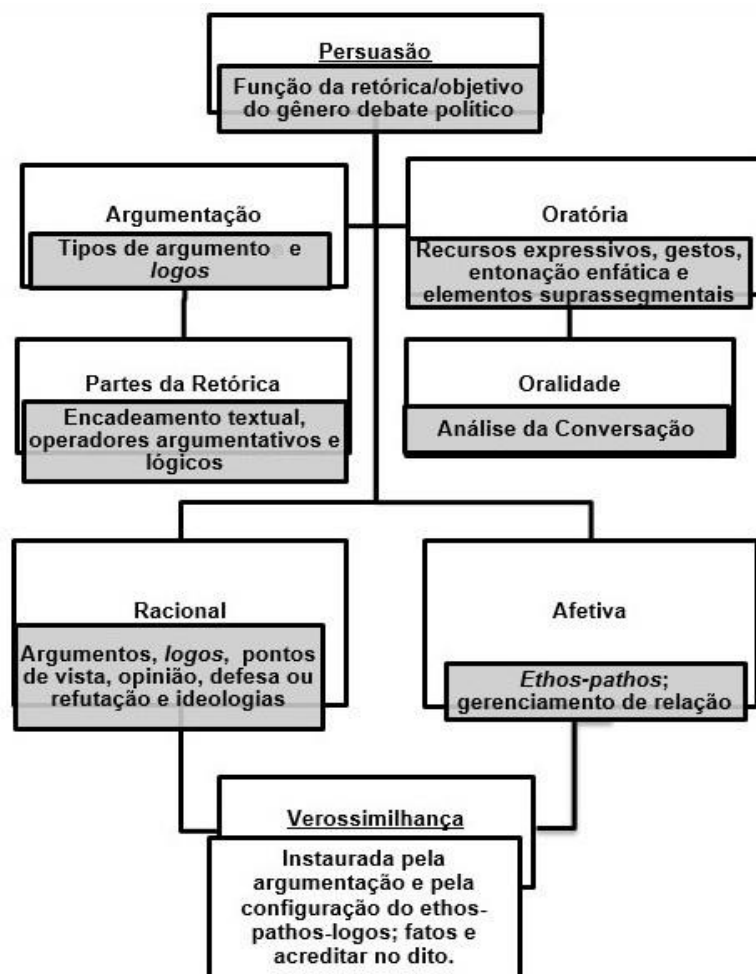 Persuasão
Função da retórica/objetivo
do gênero debate político
Argumentação
Tipos de argumento e
logos
Oratória
Recursos expressivos, gestos,
entonação enfática e
elementos suprassegmentais
Partes da Retórica
Encadeamento textual,
operadores argumentativos e
lógicos
Oralidade
Análise da Conversação
Racional
Argumentos, logos, pontos
de vista, opinião, defesa ou
refutação e ideologias
Afetiva
Ethos-pathos;
gerenciamento de relação
Verossimilhança
Instaurada pela
argumentação e pela
configuração do ethos-
pathos-logos; fatos e
acreditar no dito.